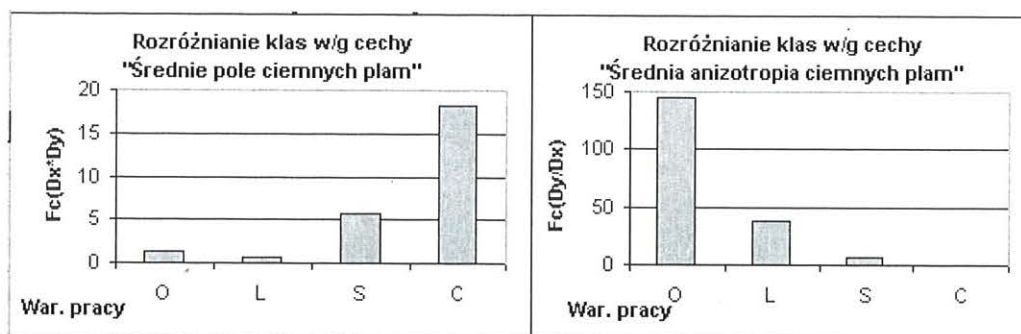 Rozróżnianie klas w/g cechy
"Średnie pole ciemnych plam"
Fc(Dx*Dy)
20
15
10
5
0
O L S C
War. pracy
Rozróżnianie klas w/g cechy
"Średnia anizotropia ciemnych plam"
Fc(Dy/Dx)
150
100
50
0
O L S C
War. pracy